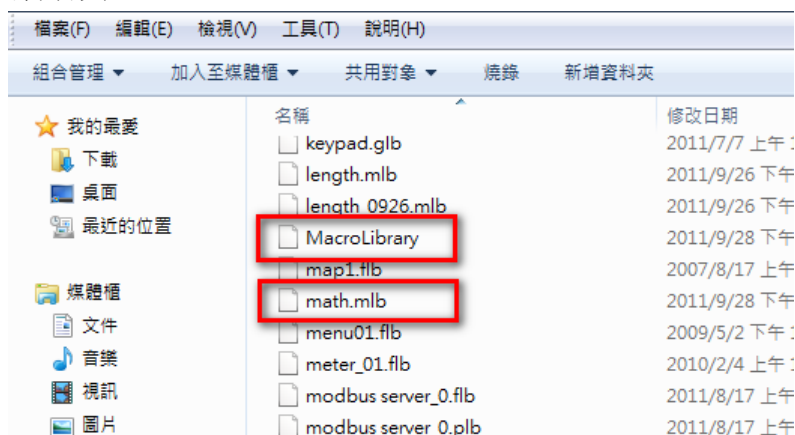 檔案(F) 編輯(E) 檢視(V) 工具(T) 說明(H)
組合管理 加入至媒體櫃 共用對象 燒錄 新增資料夾
我的最愛
下載
桌面
最近的位置
媒體櫃
文件
音樂
視訊
圖片
名稱 修改日期
keypad.glb 2011/7/7 上午
length.mlb 2011/9/26 下午
length_0926.mlb 2011/9/26 下午
MacroLibrary 2011/9/28 下午
map1.flb 2007/8/17 上午
math.mlb 2011/9/28 下午
menu01.flb 2009/5/2 下午
meter_01.flb 2010/2/4 上午
modbus server_0.flb 2011/8/17 上午
modbus server_0.plb 2011/8/17 上午